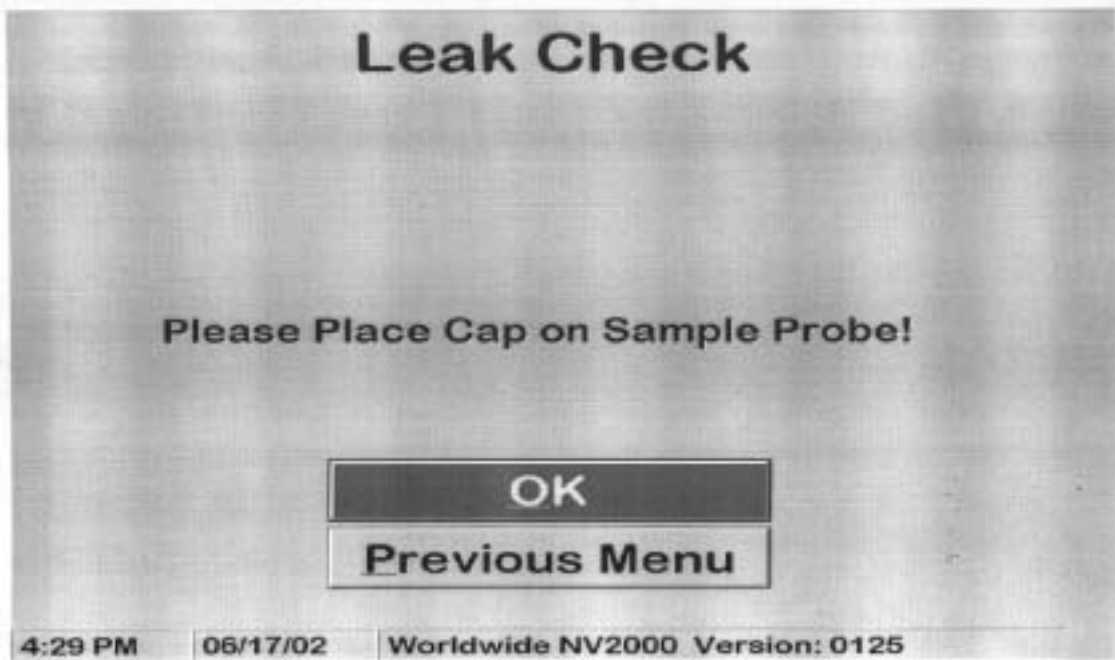 Leak Check
Please Place Cap on Sample Probe!
OK
Previous Menu
4:29 PM 06/17/02 Worldwide NV2000 Version: 0125